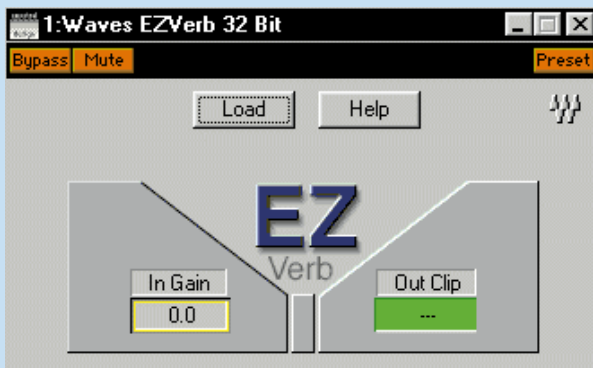 1:Waves EZVerb 32 Bit
Bypass Mute Preset
Load Help
EZ
Verb
In Gain Out Clip
0.0 ---